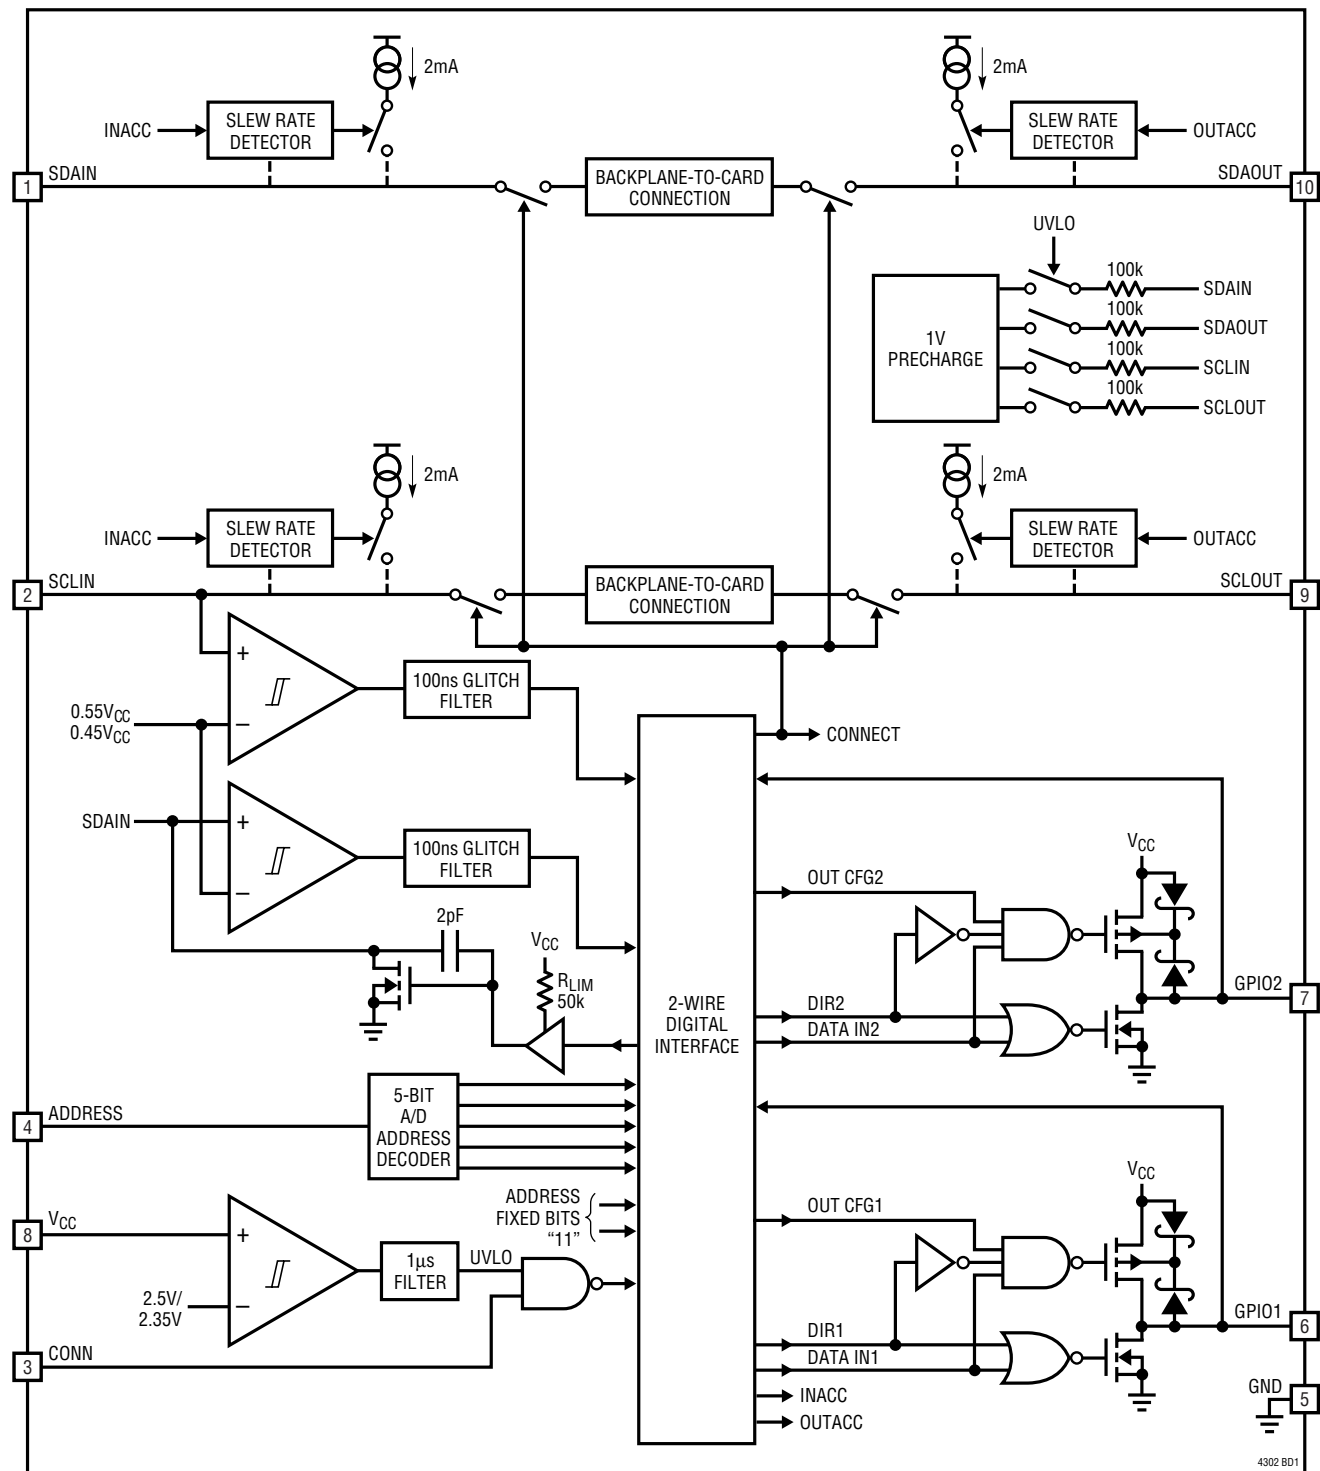 2mA
2mA
INACC
SLEW RATE
DETECTOR
SLEW RATE
DETECTOR
OUTACC
1
SDAIN
BACKPLANE-TO-CARD
CONNECTION
SDAOUT
10
UVLO
1V
PRECHARGE
100k
SDAIN
100k
SDAOUT
100k
SCLIN
100k
SCLOUT
2mA
2mA
INACC
SLEW RATE
DETECTOR
SLEW RATE
DETECTOR
OUTACC
2
SCLIN
BACKPLANE-TO-CARD
CONNECTION
SCLOUT
9
+
−
100ns GLITCH
FILTER
0.55VCC
0.45VCC
CONNECT
SDAIN
+
−
100ns GLITCH
FILTER
2pF
VCC
RLIM
50k
2-WIRE
DIGITAL
INTERFACE
OUT CFG2
VCC
DIR2
DATA IN2
GPIO2
7
4
ADDRESS
5-BIT
A/D
ADDRESS
DECODER
ADDRESS
FIXED BITS
“11”
8
VCC
+
−
2.5V/
2.35V
1µs
FILTER
UVLO
3
CONN
OUT CFG1
VCC
DIR1
DATA IN1
GPIO1
6
INACC
OUTACC
GND
5
4302 BD1